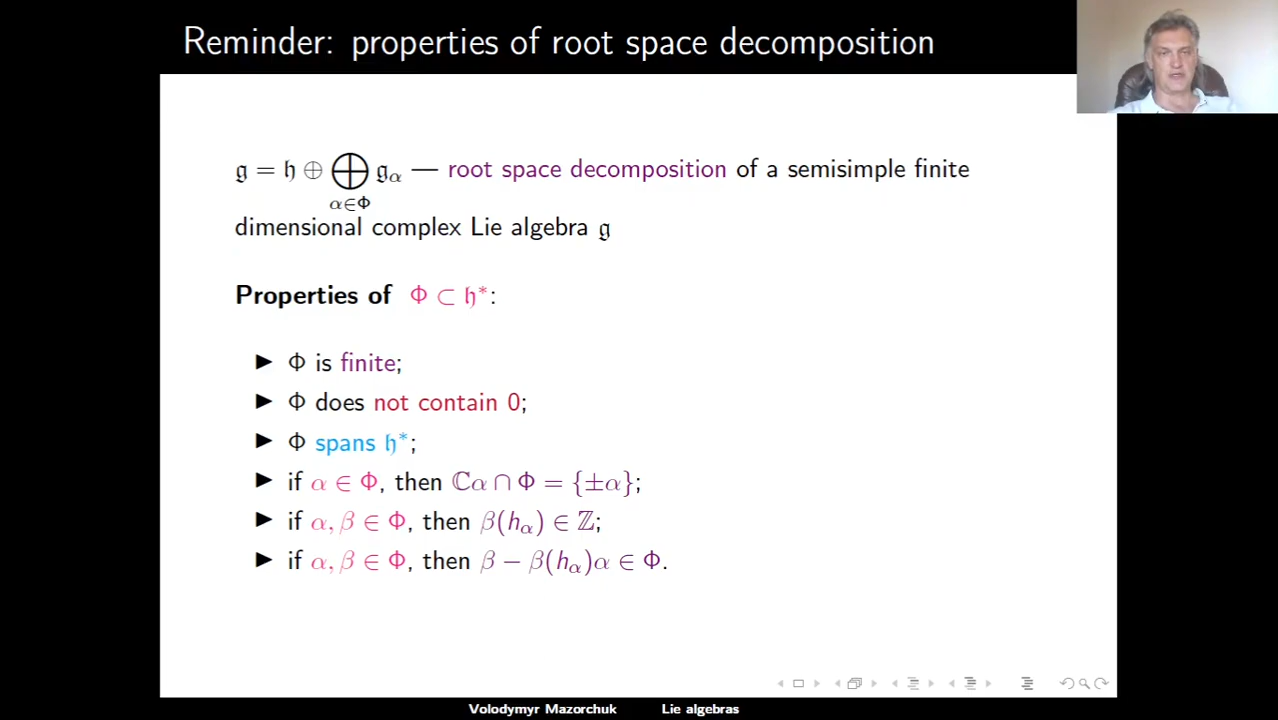 Reminder: properties of root space decomposition
𝔤 = 𝔥 ⊕ ⨁_{α∈Φ} 𝔤_α — root space decomposition of a semisimple finite
dimensional complex Lie algebra 𝔤
Properties of Φ ⊂ 𝔥*:
▶ Φ is finite;
▶ Φ does not contain 0;
▶ Φ spans 𝔥*;
▶ if α ∈ Φ, then ℂα ∩ Φ = {±α};
▶ if α, β ∈ Φ, then β(h_α) ∈ ℤ;
▶ if α, β ∈ Φ, then β − β(h_α)α ∈ Φ.
Volodymyr Mazorchuk Lie algebras